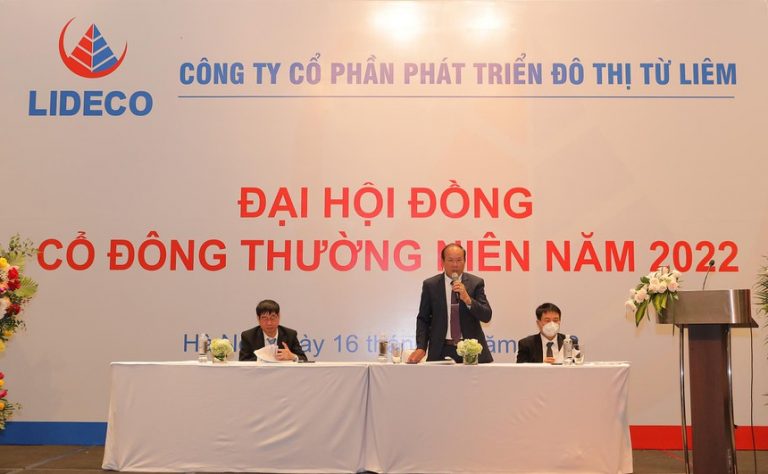 LIDECO
CÔNG TY CỔ PHẦN PHÁT TRIỂN ĐÔ THỊ TỪ LIÊM
ĐẠI HỘI ĐỒNG
CỔ ĐÔNG THƯỜNG NIÊN NĂM 2022
16